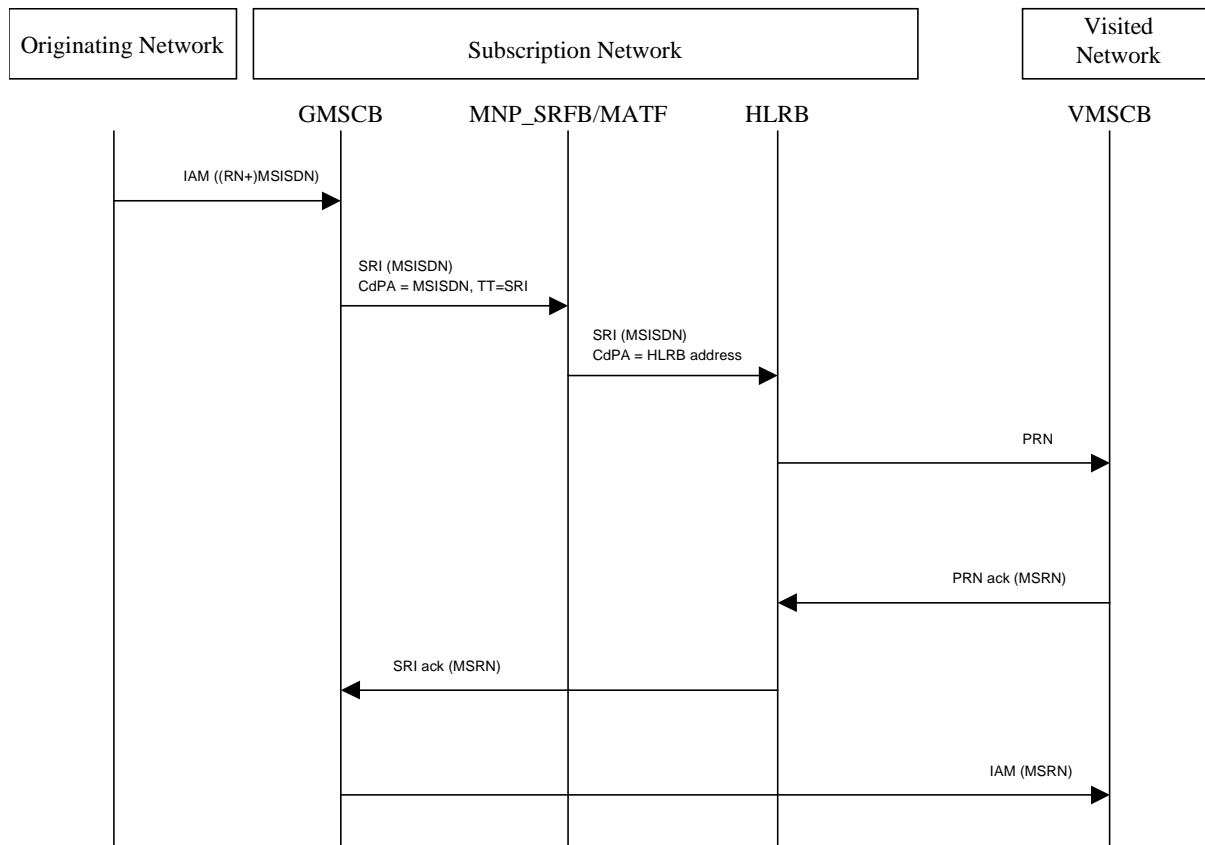 Originating Network
Subscription Network
Visited
Network
GMSCB
MNP_SRFB/MATF
HLRB
VMSCB
IAM ((RN+)MSISDN)
SRI (MSISDN)
CdPA = MSISDN, TT=SRI
SRI (MSISDN)
CdPA = HLRB address
PRN
PRN ack (MSRN)
SRI ack (MSRN)
IAM (MSRN)